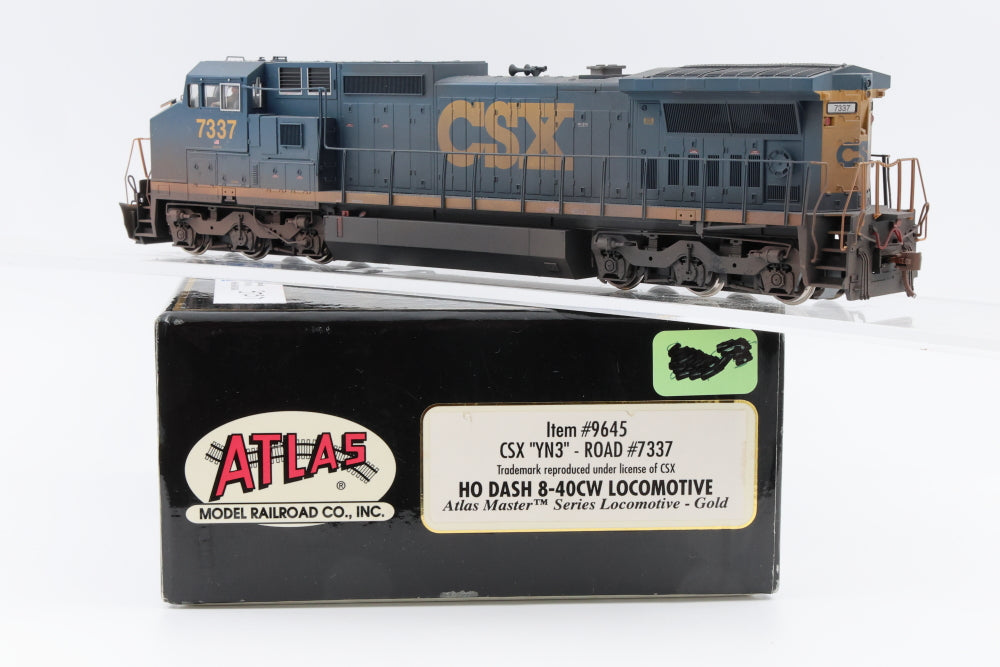 7337
CSX
7337
C
ATLAS
®
MODEL RAILROAD CO., INC.
Item #9645
CSX "YN3" - ROAD #7337
Trademark reproduced under license of CSX
HO DASH 8-40CW LOCOMOTIVE
Atlas Master™ Series Locomotive - Gold